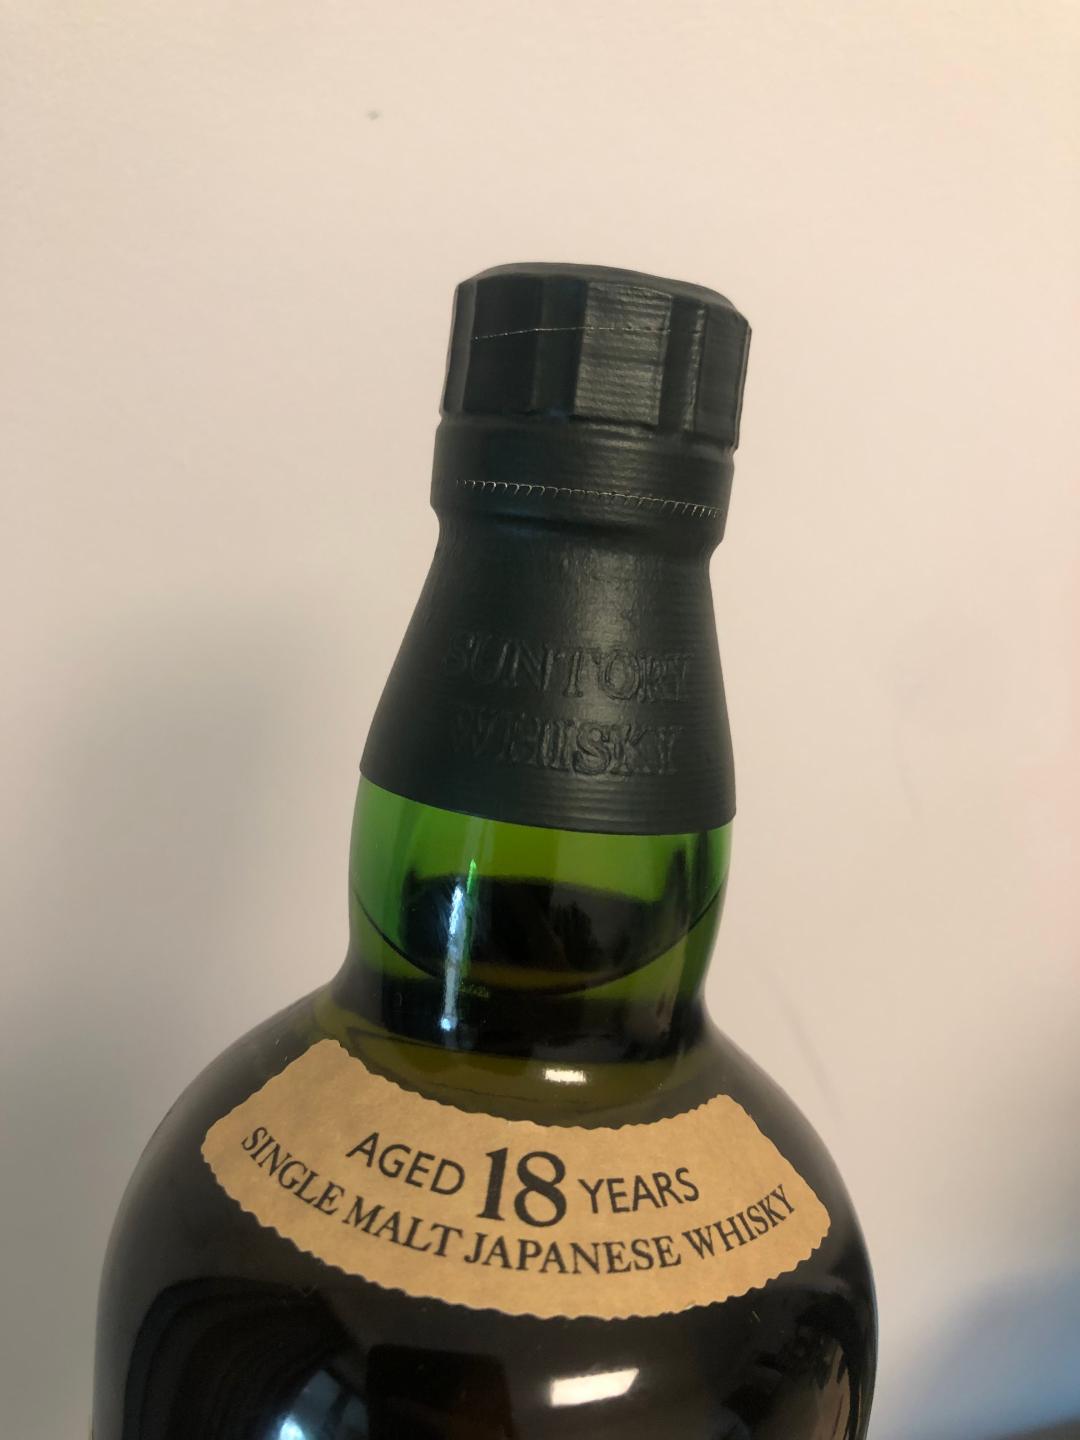 SUNTORY
WHISKY
AGED 18 YEARS
SINGLE MALT JAPANESE WHISKY